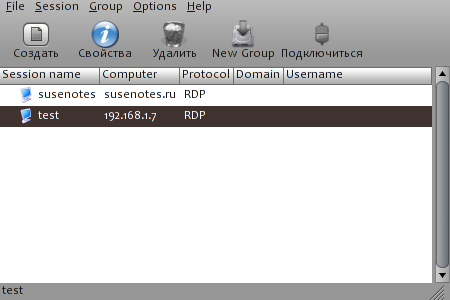 File Session Group Options Help
Создать Свойства Удалить New Group Подключиться
Session name Computer Protocol Domain Username
susenotes susenotes.ru RDP
test 192.168.1.7 RDP
test